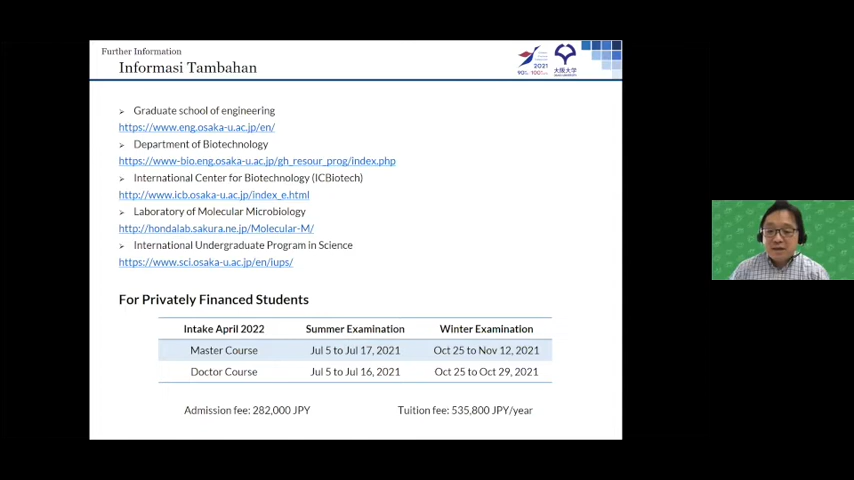 Further Information
Informasi Tambahan
2021
大阪大学
➢ Graduate school of engineering
https://www.eng.osaka-u.ac.jp/en/
➢ Department of Biotechnology
https://www-bio.eng.osaka-u.ac.jp/gh_resour_prog/index.php
➢ International Center for Biotechnology (ICBiotech)
http://www.icb.osaka-u.ac.jp/index_e.html
➢ Laboratory of Molecular Microbiology
http://hondalab.sakura.ne.jp/Molecular-M/
➢ International Undergraduate Program in Science
https://www.sci.osaka-u.ac.jp/en/iups/
For Privately Financed Students
Intake April 2022 Summer Examination Winter Examination
Master Course Jul 5 to Jul 17, 2021 Oct 25 to Nov 12, 2021
Doctor Course Jul 5 to Jul 16, 2021 Oct 25 to Oct 29, 2021
Admission fee: 282,000 JPY Tuition fee: 535,800 JPY/year